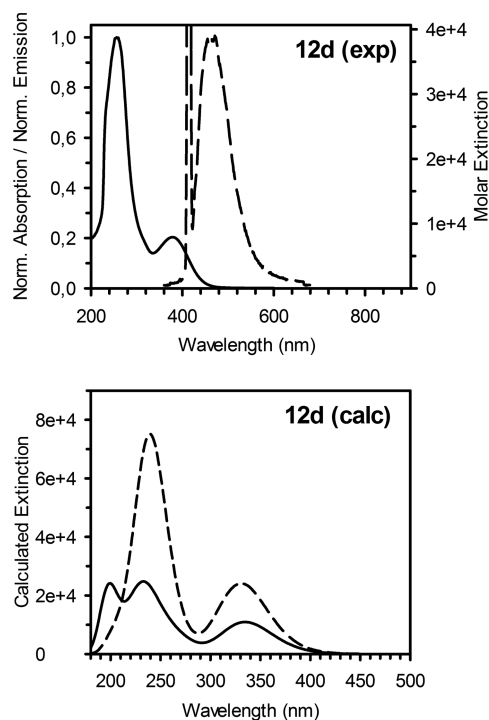 12d (exp)
Norm. Absorption / Norm. Emission
1,0
0,8
0,6
0,4
0,2
0,0
4e+4
3e+4
2e+4
1e+4
0
Molar Extinction
200 400 600 800
Wavelength (nm)
12d (calc)
Calculated Extinction
8e+4
6e+4
4e+4
2e+4
0
200 250 300 350 400 450 500
Wavelength (nm)